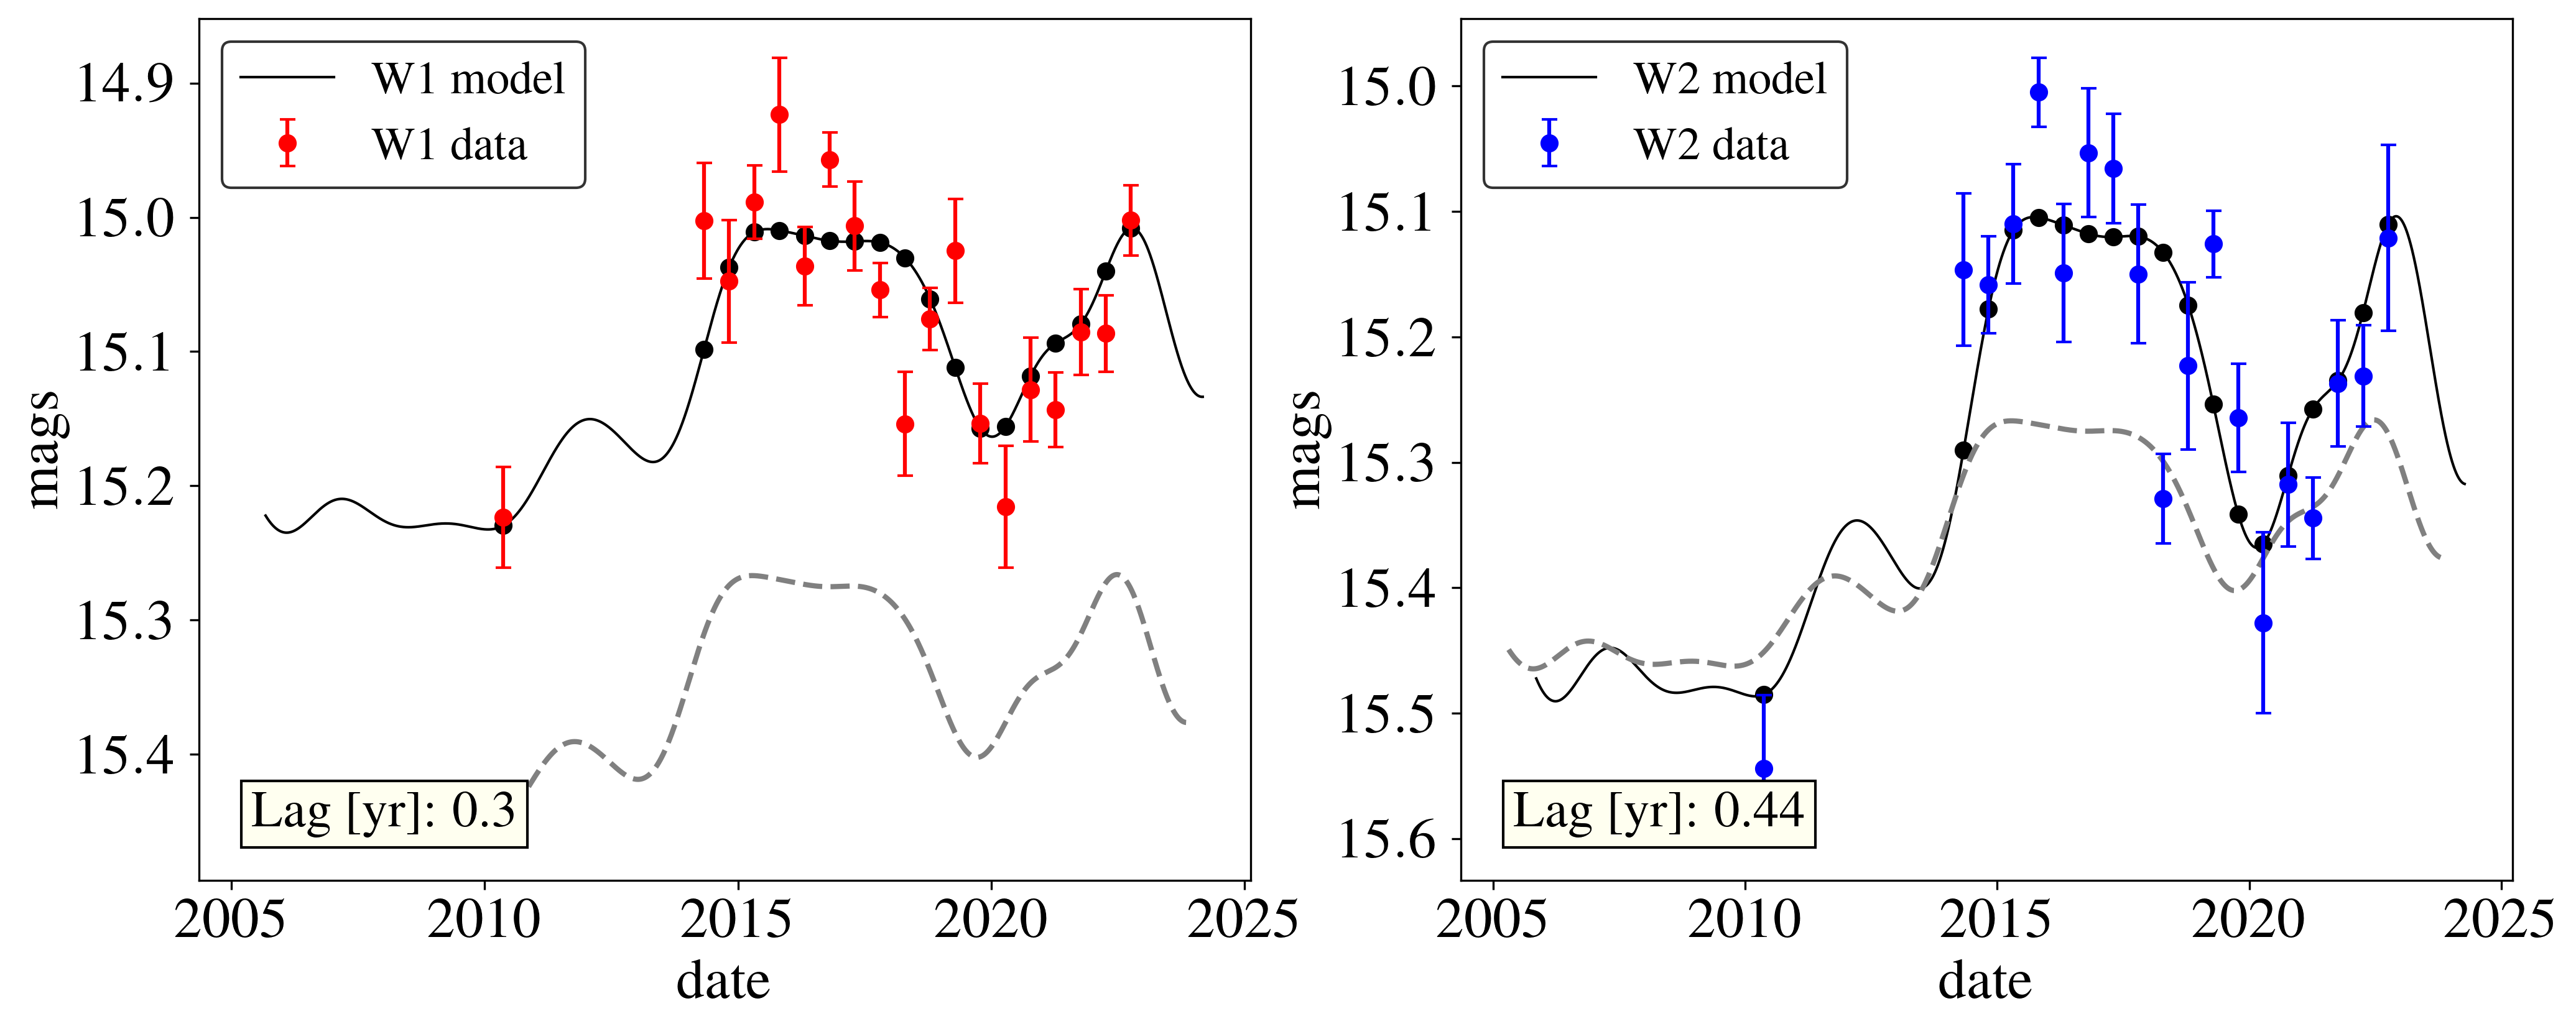 W1 model
W1 data
14.9
15.0
15.1
15.2
15.3
15.4
mags
Lag [yr]: 0.3
2005
2010
2015
2020
2025
date
W2 model
W2 data
15.0
15.1
15.2
15.3
15.4
15.5
15.6
mags
Lag [yr]: 0.44
2005
2010
2015
2020
2025
date